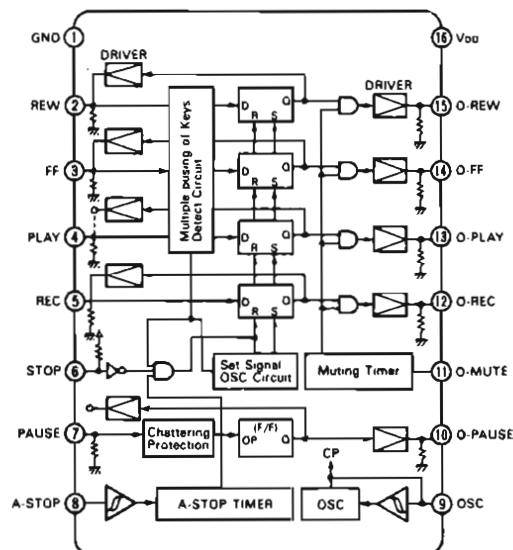 GND 1
16 VDD
DRIVER
DRIVER
REW 2
D Q
R S
15 O-REW
Multiple pusing of Keys
Detect Circuit
FF 3
D Q
R S
14 O-FF
PLAY 4
D Q
R S
13 O-PLAY
REC 5
D Q
R S
12 O-REC
STOP 6
Set Signal
OSC Circuit
Muting Timer
11 O-MUTE
PAUSE 7
Chattering
Protection
(F/F)
OP Q
10 O-PAUSE
CP
A-STOP 8
A-STOP TIMER
OSC
9 OSC